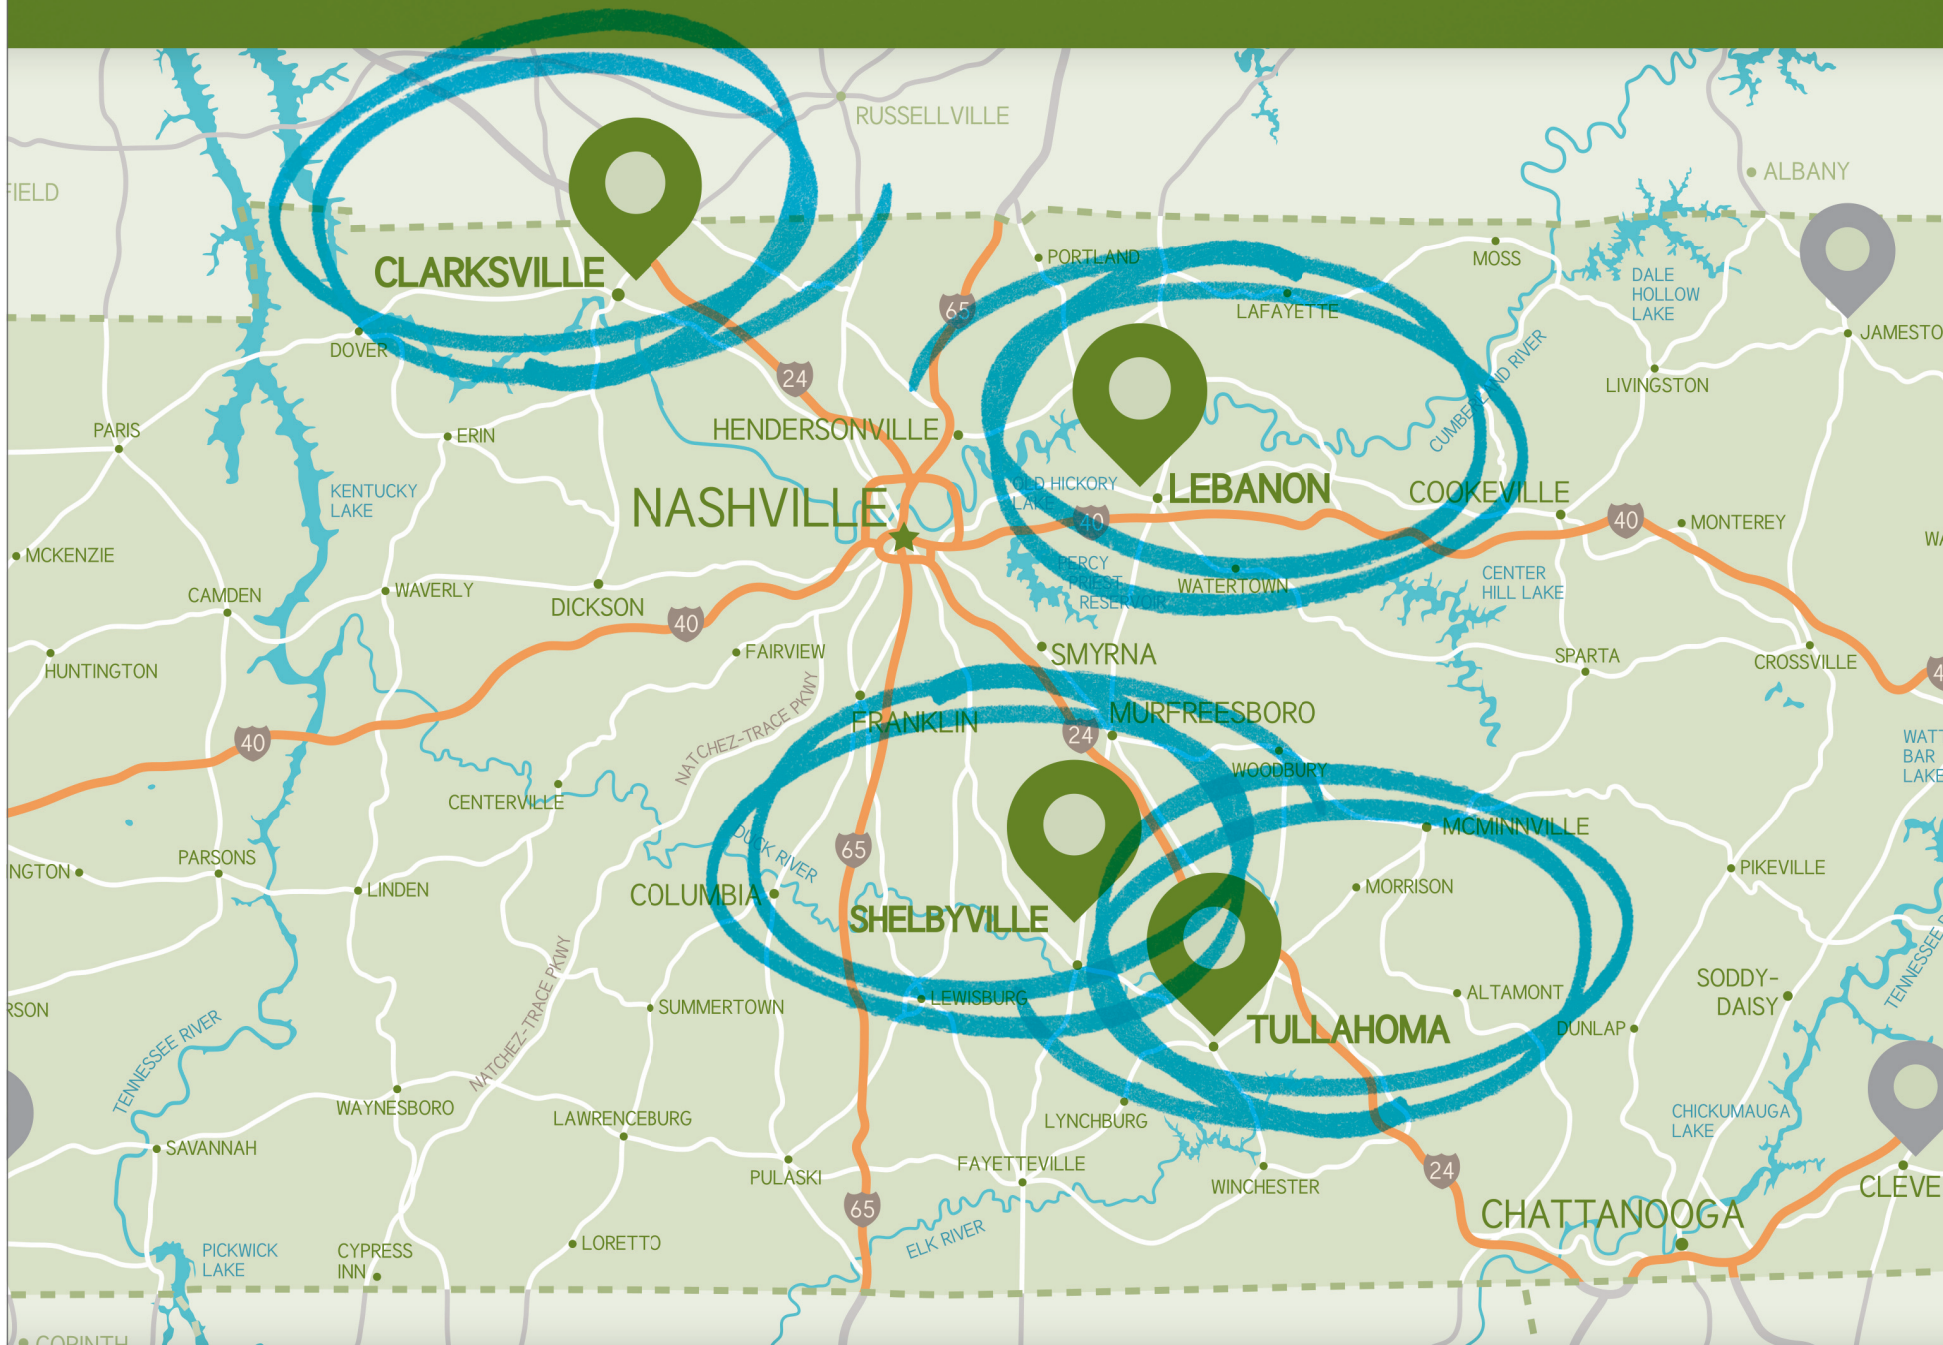 RUSSELLVILLE
ALBANY
FIELD
CLARKSVILLE
PORTLAND
MOSS
DALE
HOLLOW
LAKE
65
LAFAYETTE
JAMESTO
DOVER
24
CUMBERLAND RIVER
LIVINGSTON
PARIS
ERIN
HENDERSONVILLE
KENTUCKY
LAKE
NASHVILLE
OLD HICKORY
LAKE
LEBANON
COOKEVILLE
40
40
MONTEREY
MCKENZIE
WA
CAMDEN
WAVERLY
DICKSON
PERCY
PRIEST
RESERVOIR
WATERTOWN
CENTER
HILL LAKE
40
HUNTINGTON
FAIRVIEW
SMYRNA
SPARTA
CROSSVILLE
4
NATCHEZ-TRACE PKWY
FRANKLIN
MURFREESBORO
40
24
WOODBURY
WATT
BAR
LAKE
CENTERVILLE
MCMINNVILLE
DUCK RIVER
65
PARSONS
NGTON
LINDEN
COLUMBIA
MORRISON
PIKEVILLE
SHELBYVILLE
NATCHEZ-TRACE PKWY
TENNESSEE
RSON
SUMMERTOWN
LEWISBURG
ALTAMONT
SODDY-
DAISY
TULLAHOMA
DUNLAP
TENNESSEE RIVER
WAYNESBORO
LAWRENCEBURG
LYNCHBURG
CHICKUMAUGA
LAKE
SAVANNAH
PULASKI
FAYETTEVILLE
WINCHESTER
24
CLEVE
65
CHATTANOOGA
PICKWICK
LAKE
CYPRESS
INN
LORETTO
ELK RIVER
CORINTH